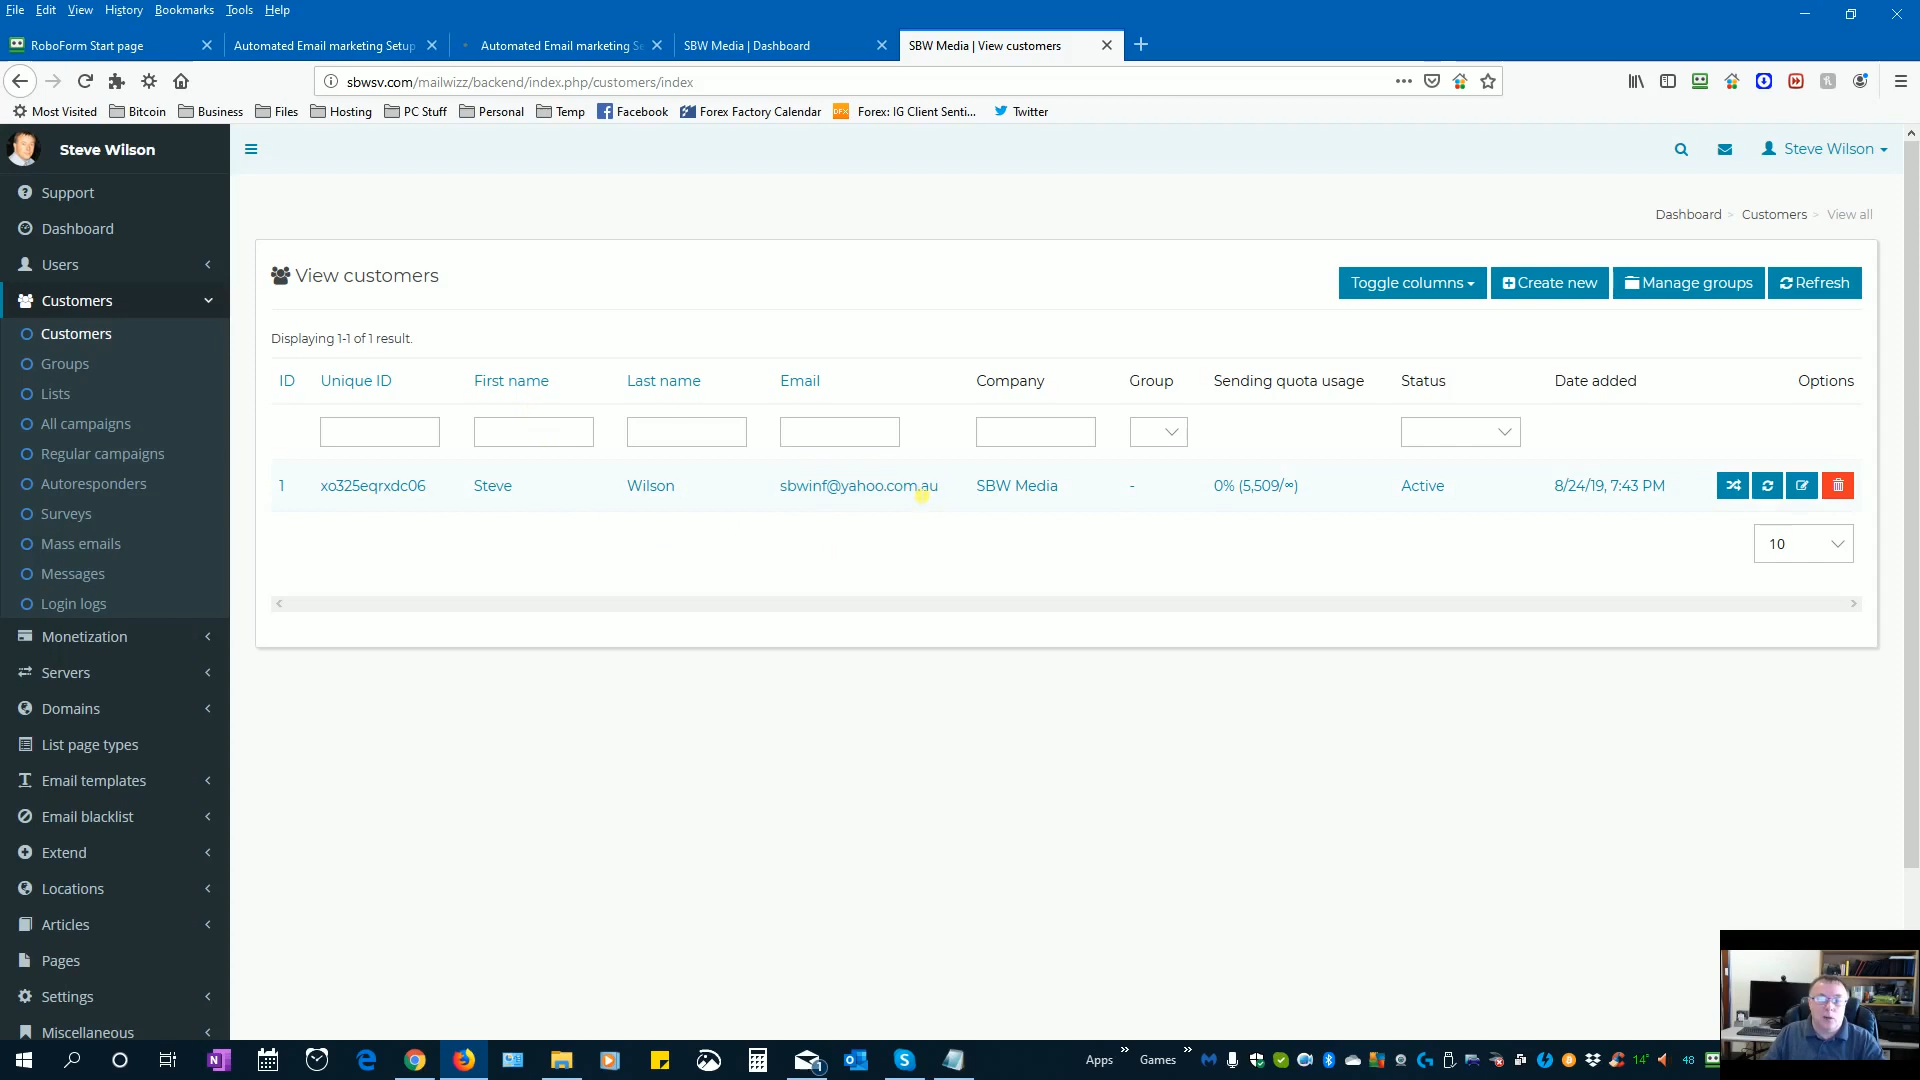 File Edit View History Bookmarks Tools Help
RoboForm Start page
Automated Email marketing Setup
Automated Email marketing Se
SBW Media | Dashboard
SBW Media | View customers
sbwsv.com/mailwizz/backend/index.php/customers/index
Most Visited Bitcoin Business Files Hosting PC Stuff Personal Temp Facebook Forex Factory Calendar Forex: IG Client Senti... Twitter
Steve Wilson
Steve Wilson
Support
Dashboard
Users
Customers
Customers
Groups
Lists
All campaigns
Regular campaigns
Autoresponders
Surveys
Mass emails
Messages
Login logs
Monetization
Servers
Domains
List page types
Email templates
Email blacklist
Extend
Locations
Articles
Pages
Settings
Miscellaneous
Dashboard > Customers > View all
View customers
Toggle columns Create new Manage groups Refresh
Displaying 1-1 of 1 result.
ID Unique ID First name Last name Email Company Group Sending quota usage Status Date added Options
1 xo325eqrxdc06 Steve Wilson sbwinf@yahoo.com.au SBW Media - 0% (5,509/∞) Active 8/24/19, 7:43 PM
10
Apps » Games » 14° 48